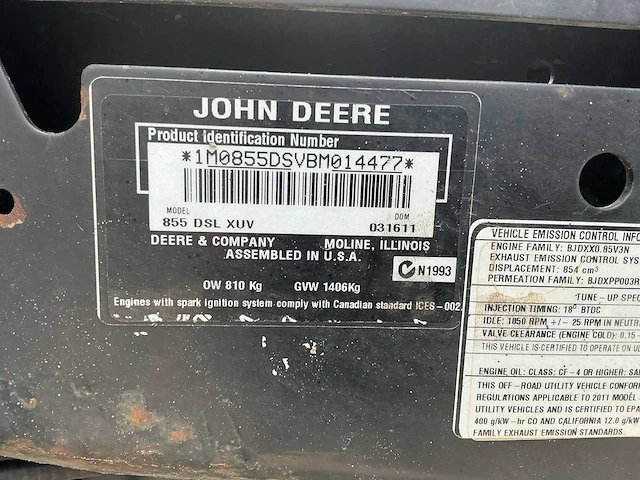 JOHN DEERE
Product Identification Number
*1M0855DSVBM014477*
MODEL DOM
855 DSL XUV 031611
DEERE & COMPANY MOLINE, ILLINOIS
ASSEMBLED IN U.S.A.
N1993
OW 810 Kg GVW 1406Kg
Engines with spark ignition system comply with Canadian standard ICES-002
VEHICLE EMISSION CONTROL INFO
ENGINE FAMILY: BJDXX0.85V3N
EXHAUST EMISSION CONTROL SYS
DISPLACEMENT: 854 cm³
PERMEATION FAMILY: BJDXPP003R
TUNE-UP SPEC
INJECTION TIMING: 18° BTDC
IDLE: 1050 RPM +/- 25 RPM IN NEUTR
VALVE CLEARANCE (ENGINE COLD): 0.15-
THIS VEHICLE IS CERTIFIED TO OPERATE ON UL
ENGINE OIL: CLASS: CF-4 OR HIGHER: SAE
THIS OFF-ROAD UTILITY VEHICLE CONFOR
REGULATIONS APPLICABLE TO 2011 MODEL
UTILITY VEHICLES AND IS CERTIFIED TO EPA
400 g/kW-hr CO AND CALIFORNIA 12.0 g/kW
FAMILY EXHAUST EMISSION STANDARDS.